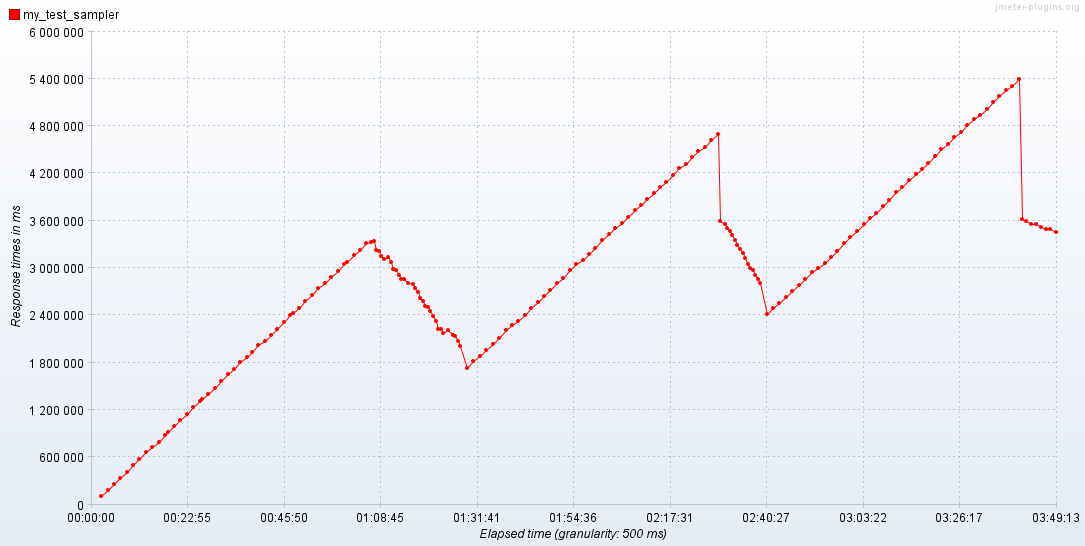 jmeter-plugins.org
my_test_sampler
6 000 000
5 400 000
4 800 000
4 200 000
3 600 000
3 000 000
2 400 000
1 800 000
1 200 000
600 000
0
Response times in ms
00:00:00 00:22:55 00:45:50 01:08:45 01:31:41 01:54:36 02:17:31 02:40:27 03:03:22 03:26:17 03:49:13
Elapsed time (granularity: 500 ms)